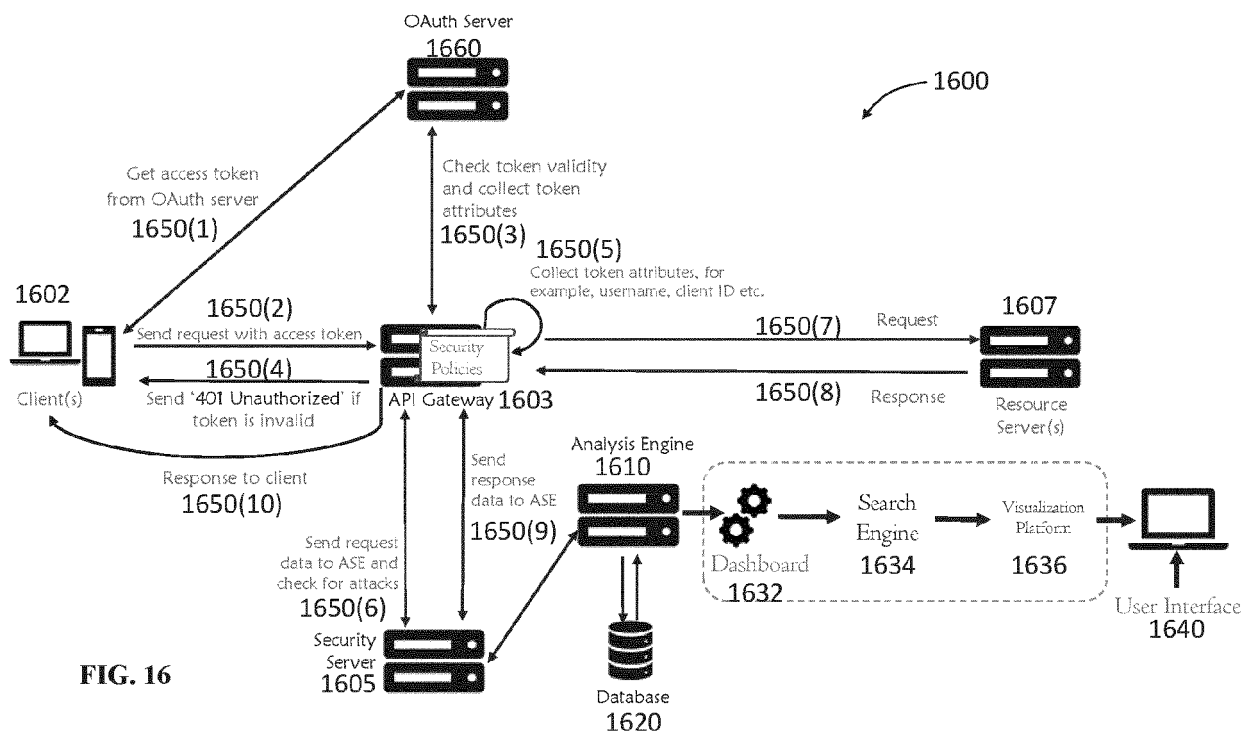 OAuth Server
1660
1600
Get access token
from OAuth server
1650(1)
Check token validity
and collect token
attributes
1650(3)
1650(5)
Collect token attributes, for
example, username, client ID etc.
1602
1650(2)
Send request with access token
1650(4)
Send '401 Unauthorized' if
token is invalid
Client(s)
Security
Policies
API Gateway 1603
1650(7)
Request
1650(8)
Response
1607
Resource
Server(s)
Response to client
1650(10)
Send
response
data to ASE
1650(9)
Send request
data to ASE and
check for attacks
1650(6)
Analysis Engine
1610
Dashboard
1632
Search
Engine
1634
Visualization
Platform
1636
User Interface
1640
Security
Server
1605
Database
1620
FIG. 16